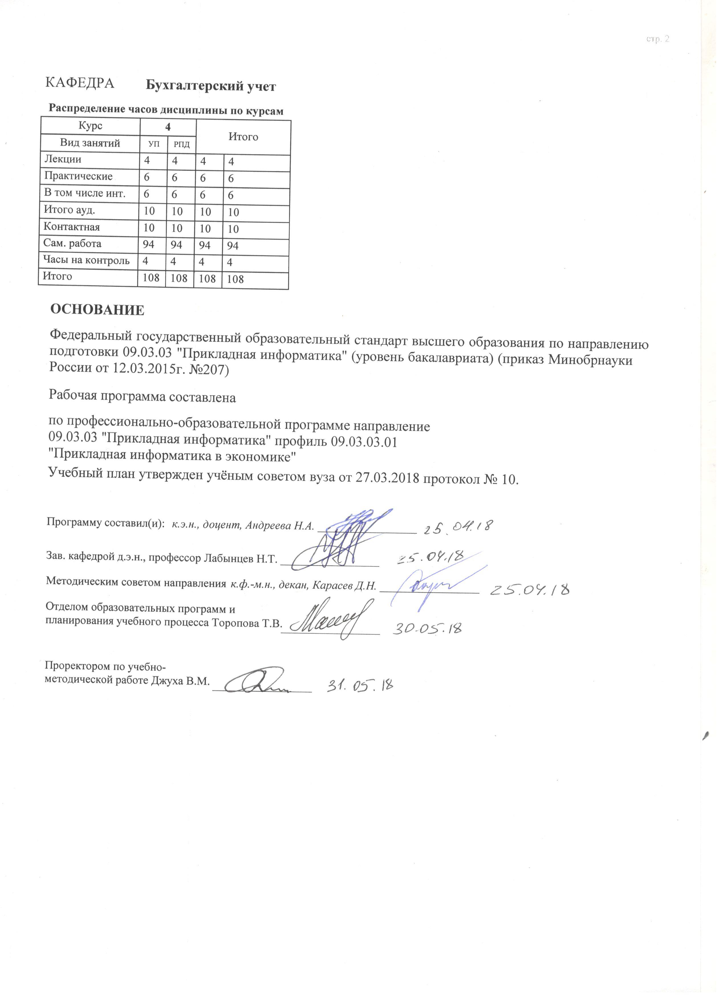 стр. 2
КАФЕДРА Бухгалтерский учет
Распределение часов дисциплины по курсам
Курс 4 Итого
Вид занятий УП РПД
Лекции 4 4 4 4
Практические 6 6 6 6
В том числе инт. 6 6 6 6
Итого ауд. 10 10 10 10
Контактная 10 10 10 10
Сам. работа 94 94 94 94
Часы на контроль 4 4 4 4
Итого 108 108 108 108
ОСНОВАНИЕ
Федеральный государственный образовательный стандарт высшего образования по направлению
подготовки 09.03.03 "Прикладная информатика" (уровень бакалавриата) (приказ Минобрнауки
России от 12.03.2015г. №207)
Рабочая программа составлена
по профессионально-образовательной программе направление
09.03.03 "Прикладная информатика" профиль 09.03.03.01
"Прикладная информатика в экономике"
Учебный план утвержден учёным советом вуза от 27.03.2018 протокол № 10.
Программу составил(и): к.э.н., доцент, Андреева Н.А. 25.04.18
Зав. кафедрой д.э.н., профессор Лабынцев Н.Т. 25.04.18
Методическим советом направления к.ф.-м.н., декан, Карасев Д.Н. 25.04.18
Отделом образовательных программ и
планирования учебного процесса Торопова Т.В. 30.05.18
Проректором по учебно-
методической работе Джуха В.М. 31.05.18